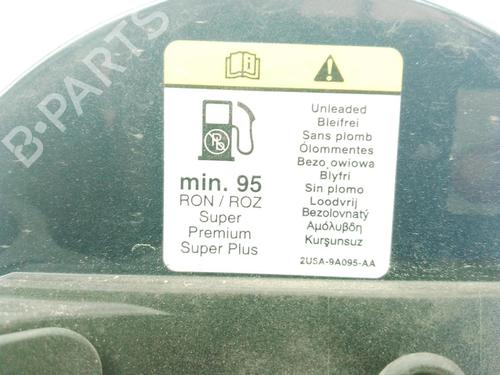 B-PARTS
Unleaded
Bleifrei
Sans plomb
Ólommentes
Bezo owiowa
Blyfri
Sin plomo
Loodvrij
Bezolovnatý
Αμόλυβδη
Kurşunsuz
2USA-9A095-AA
Pb
min. 95
RON / ROZ
Super
Premium
Super Plus